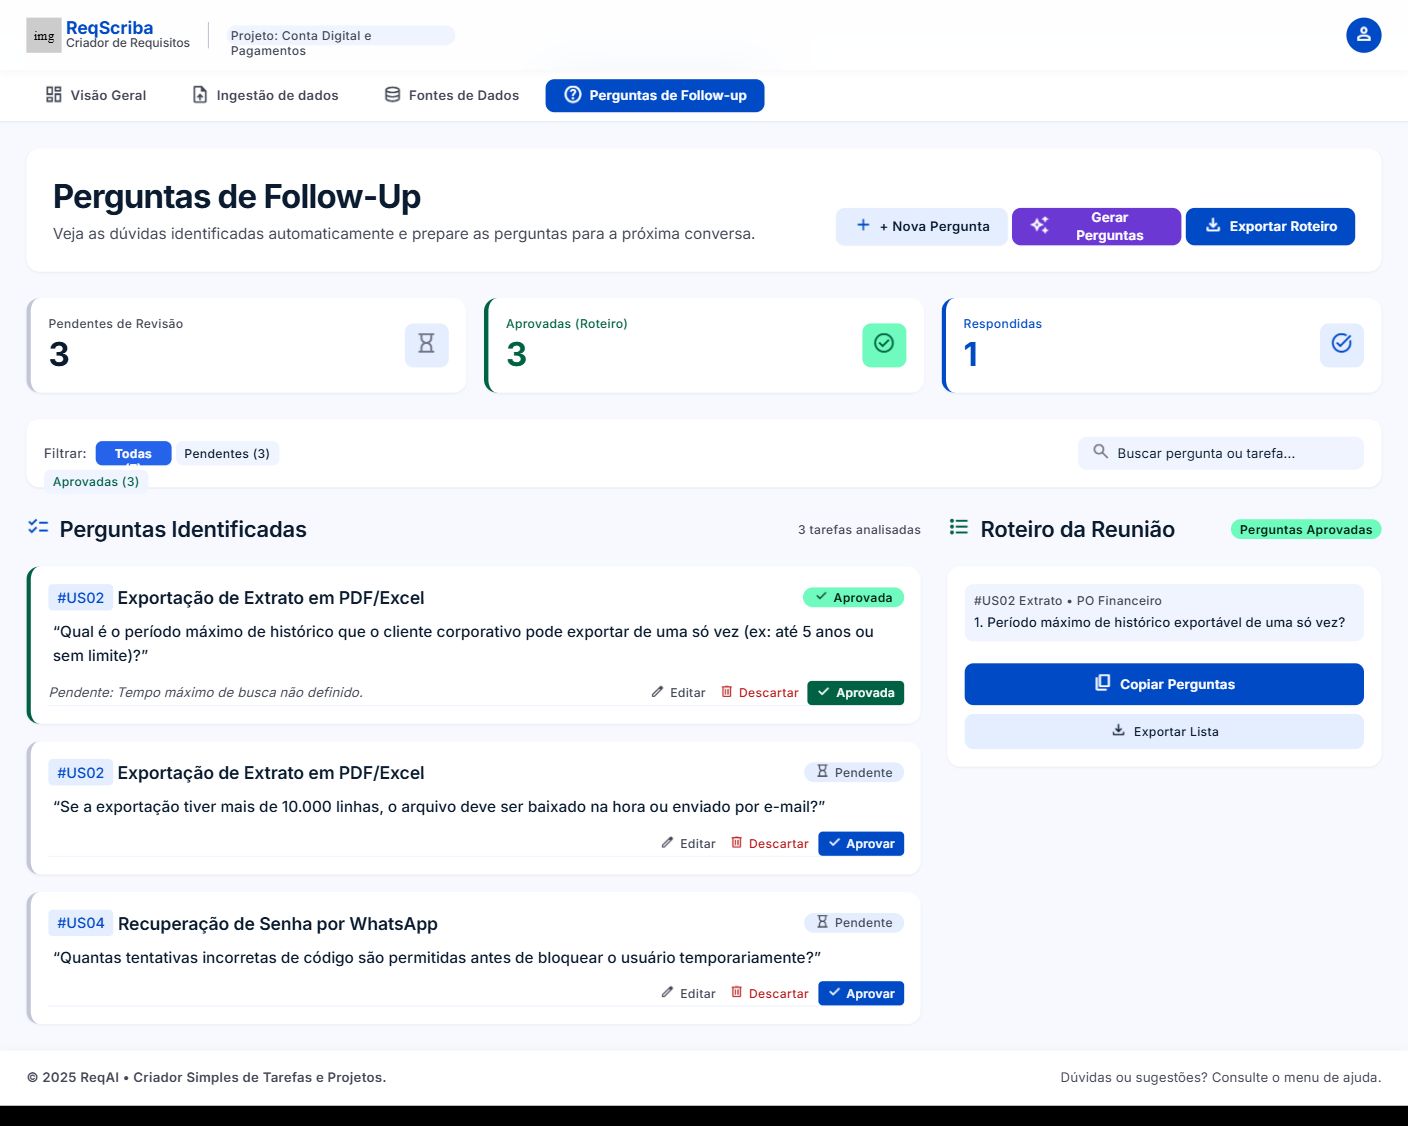 img
ReqScriba
Criador de Requisitos
Projeto: Conta Digital e
Pagamentos
Visão Geral
Ingestão de dados
Fontes de Dados
Perguntas de Follow-up
Perguntas de Follow-Up
Veja as dúvidas identificadas automaticamente e prepare as perguntas para a próxima conversa.
+ Nova Pergunta
Gerar
Perguntas
Exportar Roteiro
Pendentes de Revisão
3
Aprovadas (Roteiro)
3
Respondidas
1
Filtrar:
Todas
Pendentes (3)
Aprovadas (3)
Buscar pergunta ou tarefa...
Perguntas Identificadas
3 tarefas analisadas
#US02 Exportação de Extrato em PDF/Excel
Aprovada
“Qual é o período máximo de histórico que o cliente corporativo pode exportar de uma só vez (ex: até 5 anos ou
sem limite)?”
Pendente: Tempo máximo de busca não definido.
Editar
Descartar
Aprovada
#US02 Exportação de Extrato em PDF/Excel
Pendente
“Se a exportação tiver mais de 10.000 linhas, o arquivo deve ser baixado na hora ou enviado por e-mail?”
Editar
Descartar
Aprovar
#US04 Recuperação de Senha por WhatsApp
Pendente
“Quantas tentativas incorretas de código são permitidas antes de bloquear o usuário temporariamente?”
Editar
Descartar
Aprovar
Roteiro da Reunião
Perguntas Aprovadas
#US02 Extrato • PO Financeiro
1. Período máximo de histórico exportável de uma só vez?
Copiar Perguntas
Exportar Lista
© 2025 ReqAI • Criador Simples de Tarefas e Projetos.
Dúvidas ou sugestões? Consulte o menu de ajuda.